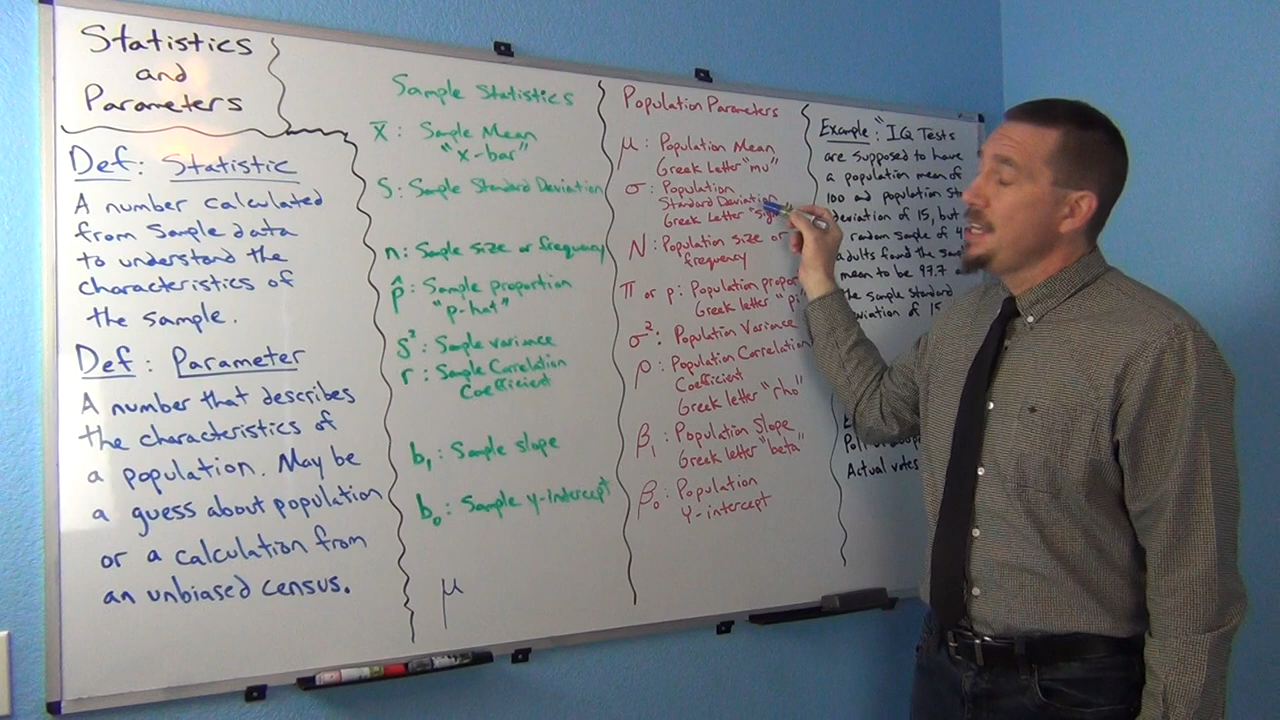 Statistics
and
Parameters
Def: Statistic
A number calculated
from sample data
to understand the
characteristics of
the sample.
Def: Parameter
A number that describes
the characteristics of
a population. May be
a guess about population
or a calculation from
an unbiased census.
Sample Statistics
x̄: Sample Mean
"x-bar"
S: Sample Standard Deviation
n: Sample size or frequency
p̂: Sample proportion
"p-hat"
s²: Sample variance
r: Sample Correlation
Coefficient
b₁: Sample slope
b₀: Sample y-intercept
μ
Population Parameters
μ: Population Mean
Greek Letter "mu"
σ: Population
Standard Deviation
Greek Letter
N: Population size or
frequency
π or p: Population
Greek letter "pi"
σ²: Population Variance
ρ: Population Correlation
Coefficient
Greek letter "rho"
β₁: Population Slope
Greek letter "beta"
β₀: Population
Y-intercept
Example: "IQ Tests
are supposed to have
a population mean of
100 and population
deviation of 15, but
random sample of
adults found the
mean to be 97.7
the sample standard
of 15
Actual votes